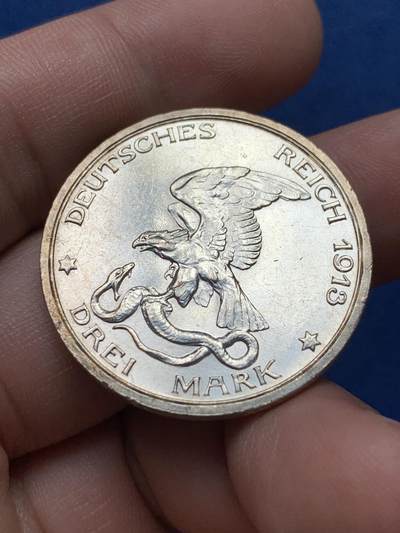 DEUTSCHES REICH 1913
DREI MARK